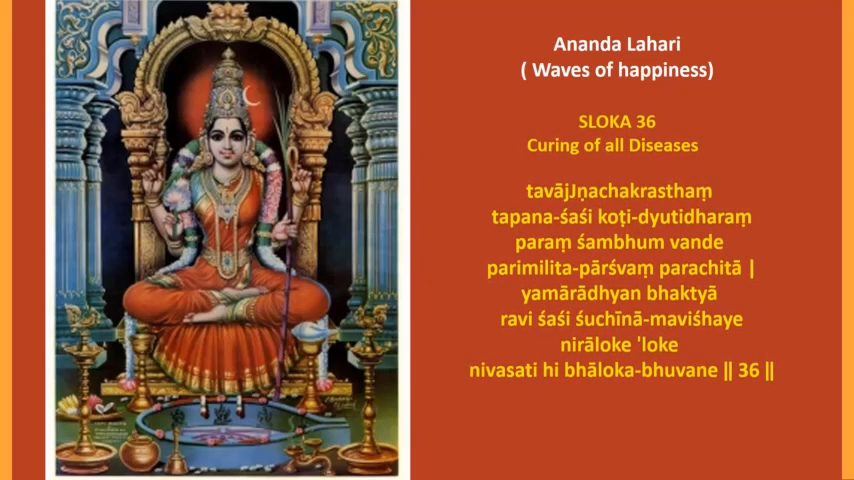 Ananda Lahari
( Waves of happiness)
SLOKA 36
Curing of all Diseases
tavājJṇachakrasthaṃ
tapana-śaśi koṭi-dyutidharaṃ
paraṃ śambhum vande
parimilita-pārśvaṃ parachitā |
yamārādhyan bhaktyā
ravi śaśi śuchīnā-maviśhaye
nirāloke 'loke
nivasati hi bhāloka-bhuvane || 36 ||